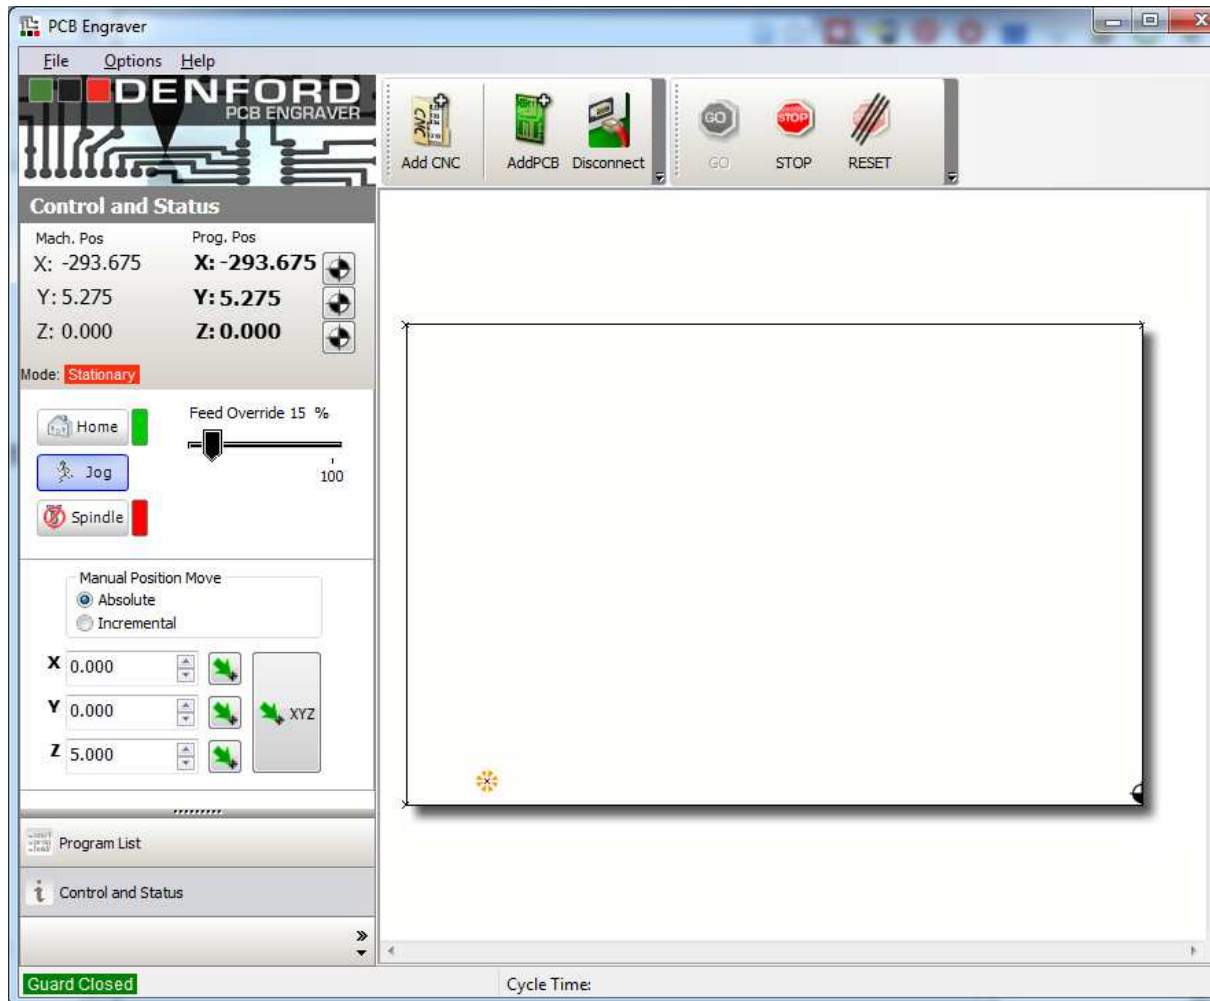 PCB Engraver
File Options Help
DENFORD
PCB ENGRAVER
CNC
Add CNC
AddPCB
Disconnect
GO
GO
STOP
STOP
RESET
Control and Status
Mach. Pos Prog. Pos
X: -293.675 X: -293.675
Y: 5.275 Y: 5.275
Z: 0.000 Z: 0.000
Mode: Stationary
Home
Feed Override 15 %
Jog
100
Spindle
Manual Position Move
Absolute
Incremental
X 0.000
Y 0.000
XYZ
Z 5.000
Program List
Control and Status
Guard Closed
Cycle Time: